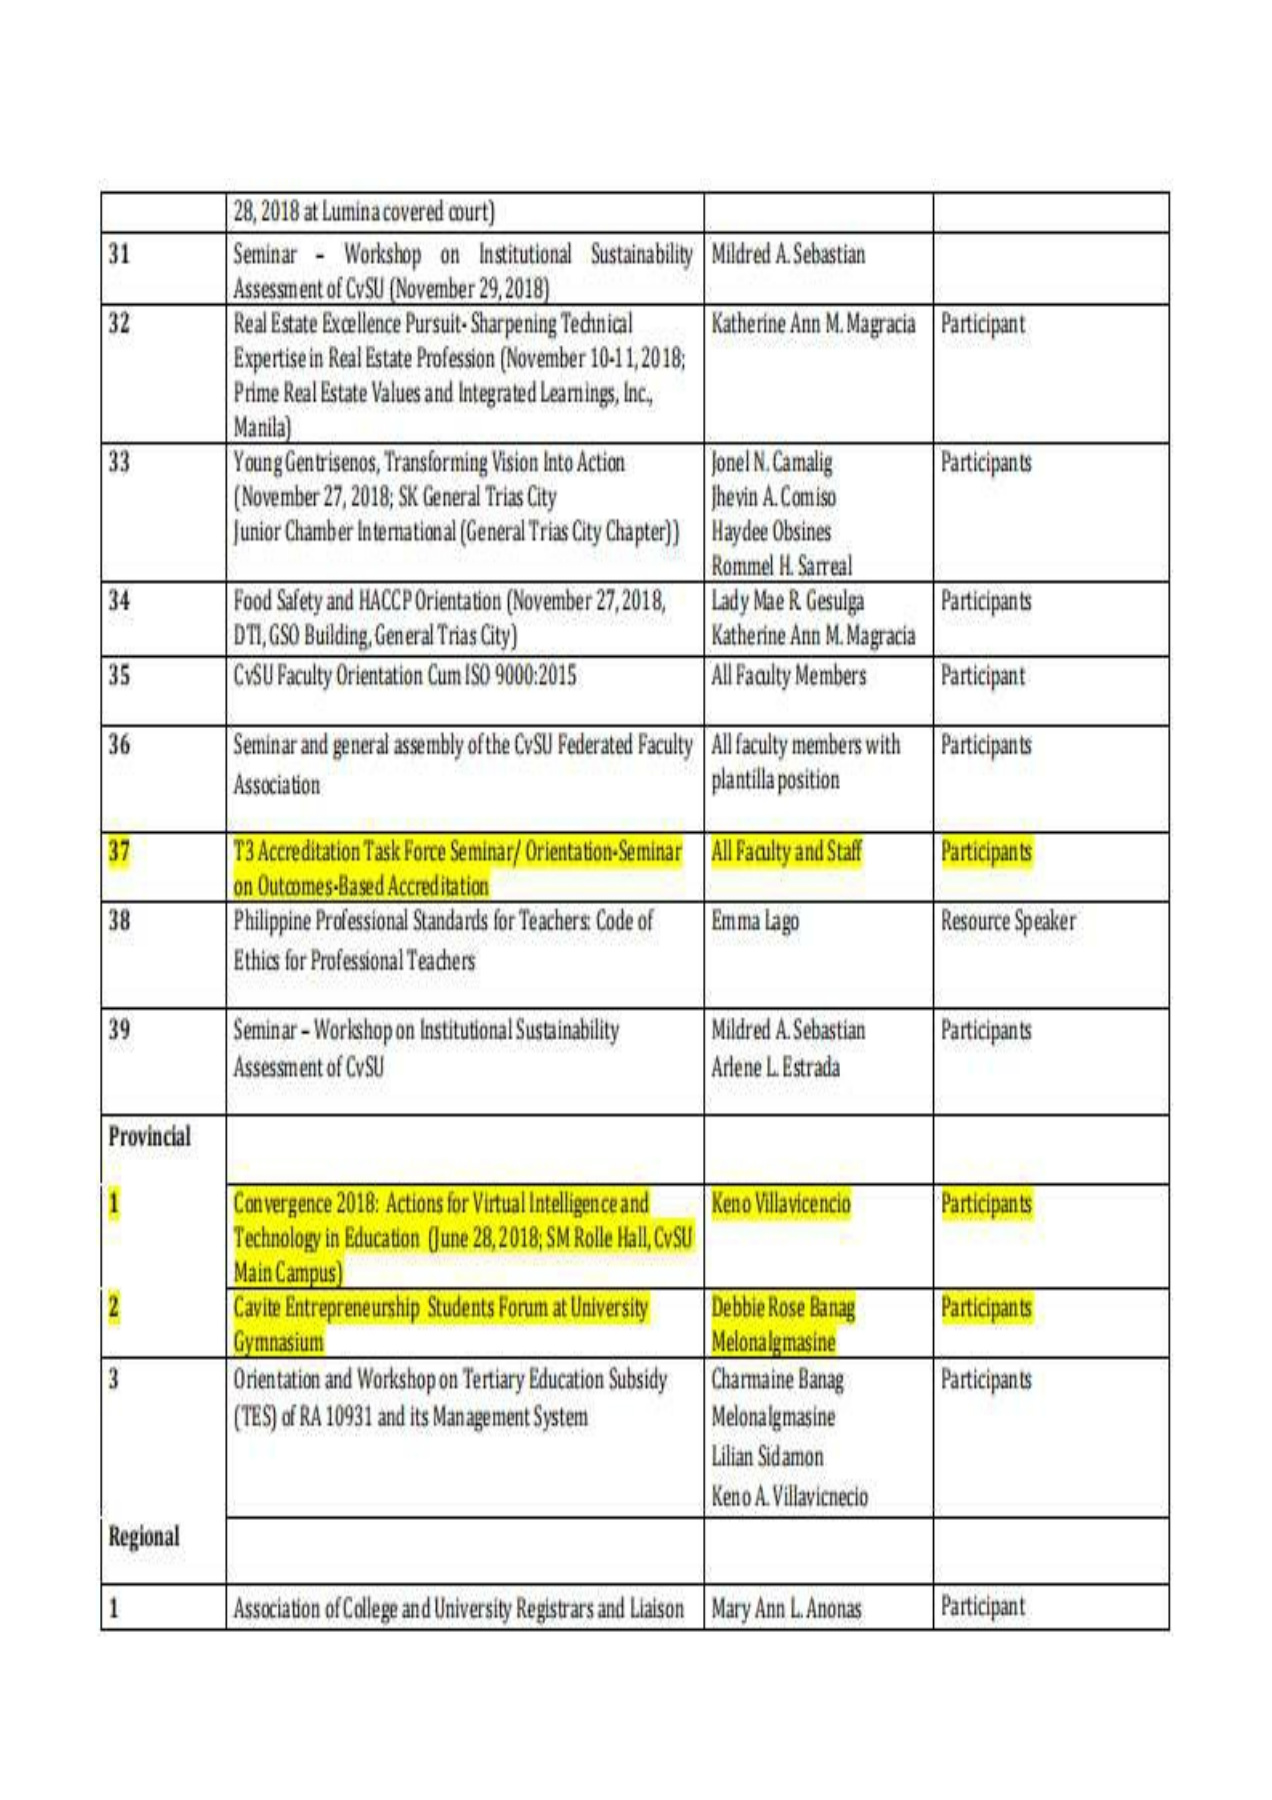 28, 2018 at Lumina covered court)
31 Seminar – Workshop on Institutional Sustainability Mildred A. Sebastian
Assessment of CvSU (November 29, 2018)
32 Real Estate Excellence Pursuit- Sharpening Technical Katherine Ann M. Magracia Participant
Expertise in Real Estate Profession (November 10-11, 2018;
Prime Real Estate Values and Integrated Learnings, Inc.,
Manila)
33 Young Gentrisenos, Transforming Vision Into Action Jonel N. Camalig Participants
(November 27, 2018; SK General Trias City Jhevin A. Comiso
Junior Chamber International (General Trias City Chapter)) Haydee Obsines
Rommel H. Sarreal
34 Food Safety and HACCP Orientation (November 27, 2018, Lady Mae R. Gesulga Participants
DTI, GSO Building, General Trias City) Katherine Ann M. Magracia
35 CvSU Faculty Orientation Cum ISO 9000:2015 All Faculty Members Participant
36 Seminar and general assembly of the CvSU Federated Faculty All faculty members with Participants
Association plantilla position
37 T3 Accreditation Task Force Seminar/ Orientation-Seminar All Faculty and Staff Participants
on Outcomes-Based Accreditation
38 Philippine Professional Standards for Teachers: Code of Emma Lago Resource Speaker
Ethics for Professional Teachers
39 Seminar – Workshop on Institutional Sustainability Mildred A. Sebastian Participants
Assessment of CvSU Arlene L. Estrada
Provincial
1 Convergence 2018: Actions for Virtual Intelligence and Keno Villavicencio Participants
Technology in Education (June 28, 2018; SM Rolle Hall, CvSU
Main Campus)
2 Cavite Entrepreneurship Students Forum at University Debbie Rose Banag Participants
Gymnasium Melona Igmasine
3 Orientation and Workshop on Tertiary Education Subsidy Charmaine Banag Participants
(TES) of RA 10931 and its Management System Melona Igmasine
Lilian Sidamon
Keno A. Villavicnecio
Regional
1 Association of College and University Registrars and Liaison Mary Ann L. Anonas Participant